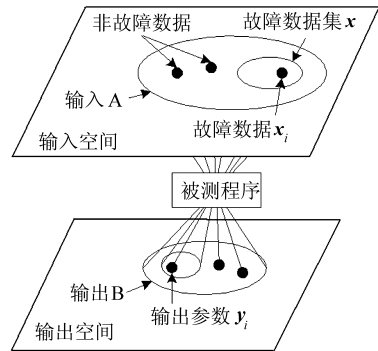 非故障数据
故障数据集 x
输入 A
故障数据 xᵢ
输入空间
被测程序
输出 B
输出参数 yᵢ
输出空间